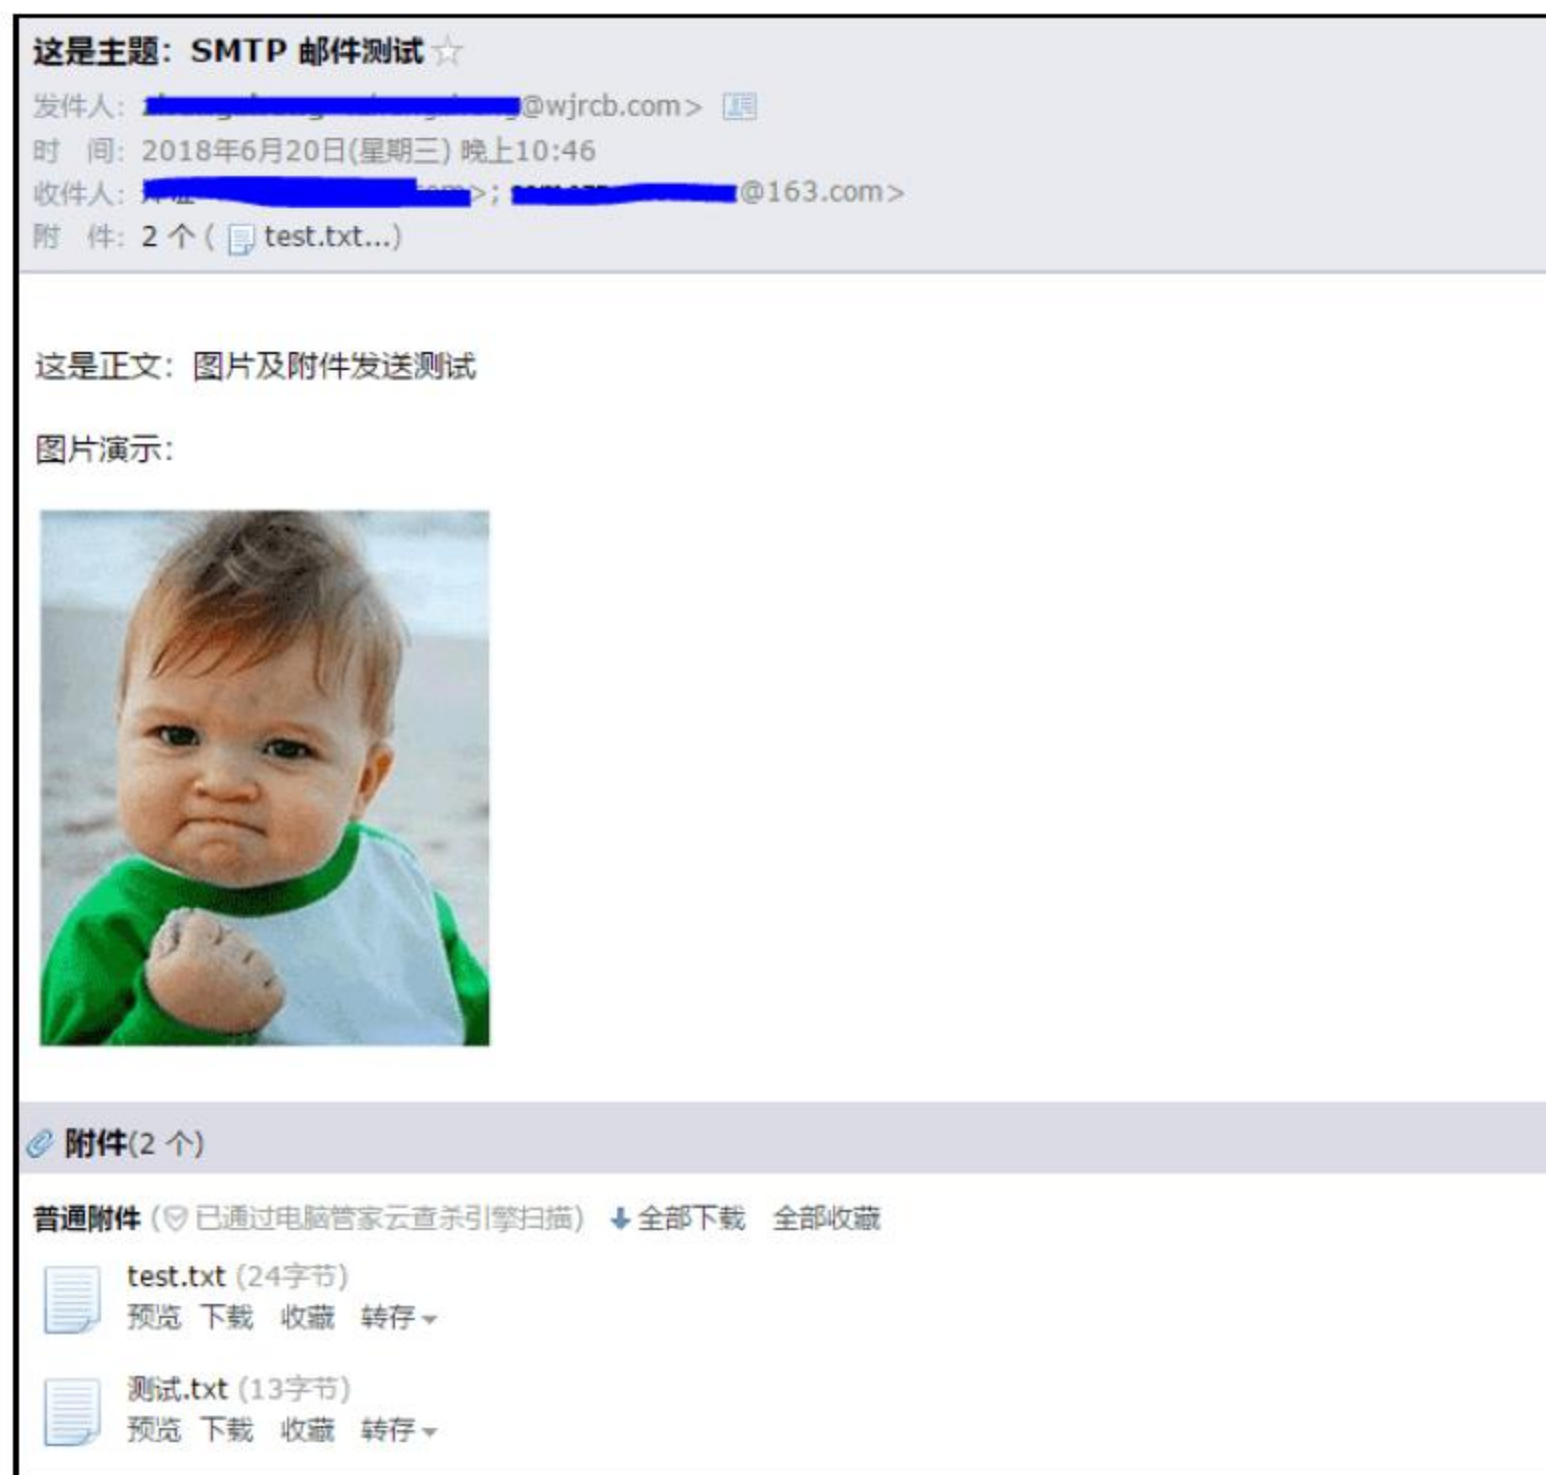 这是主题：SMTP 邮件测试
发件人：@wjrcb.com>
时 间：2018年6月20日(星期三) 晚上10:46
收件人：>; @163.com>
附 件：2 个 ( test.txt...)
这是正文：图片及附件发送测试
图片演示：
附件(2 个)
普通附件 (已通过电脑管家云查杀引擎扫描) 全部下载 全部收藏
test.txt (24字节)
预览 下载 收藏 转存
测试.txt (13字节)
预览 下载 收藏 转存